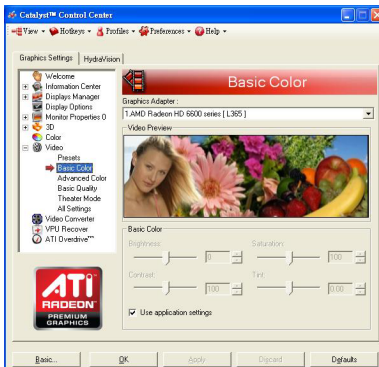 Catalyst™ Control Center
View Hotkeys Profiles Preferences Help
Graphics Settings HydraVision
Welcome
Information Center
Displays Manager
Display Options
Monitor Properties 0
3D
Color
Video
Presets
Basic Color
Advanced Color
Basic Quality
Theater Mode
All Settings
Video Converter
VPU Recover
ATI Overdrive™
ATI
RADEON
PREMIUM
GRAPHICS
Basic Color
Graphics Adapter :
1.AMD Radeon HD 6600 series [ L365 ]
Video Preview
Basic Color
Brightness: Saturation:
0 100
Contrast: Tint:
100 0.00
Use application settings
Basic... OK Apply Discard Defaults